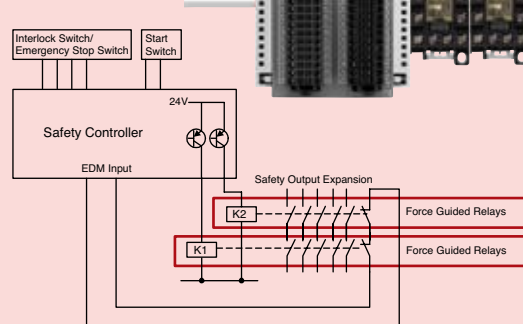 Interlock Switch/
Emergency Stop Switch
Start
Switch
24V
Safety Controller
EDM Input
Safety Output Expansion
K2
Force Guided Relays
K1
Force Guided Relays